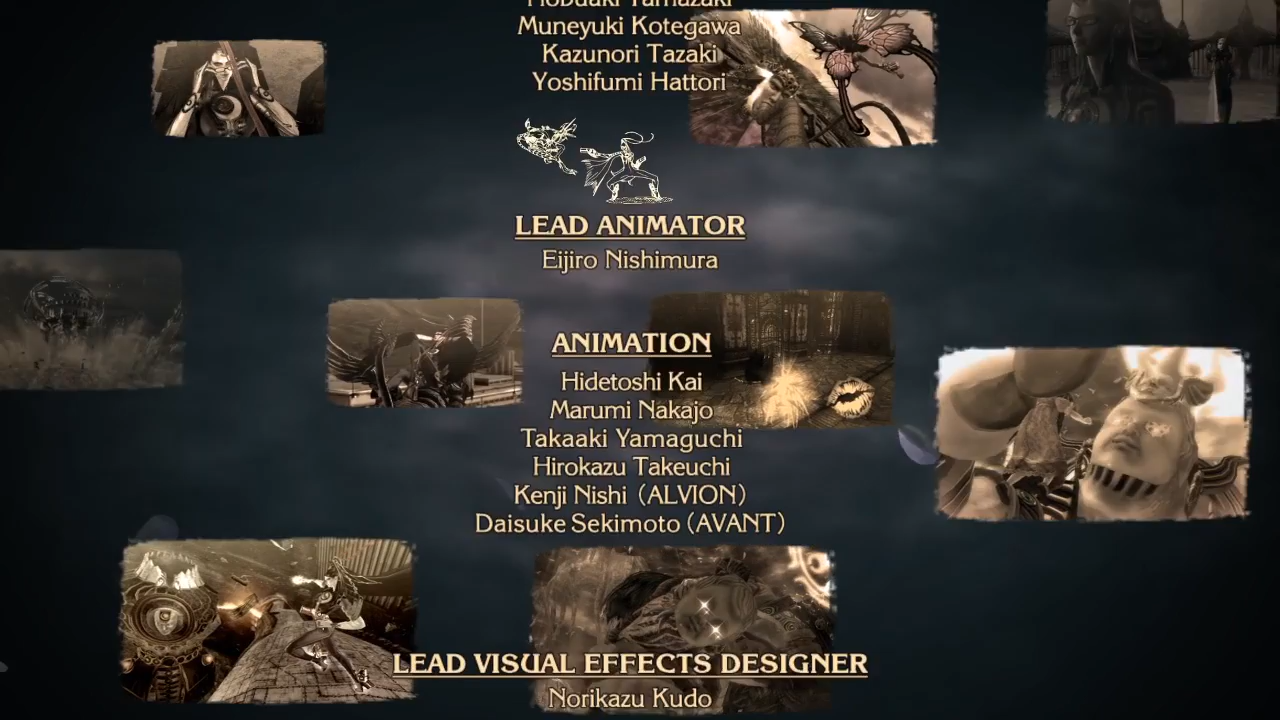 Muneyuki Kotegawa
Kazunori Tazaki
Yoshifumi Hattori
LEAD ANIMATOR
Eijiro Nishimura
ANIMATION
Hidetoshi Kai
Marumi Nakajo
Takaaki Yamaguchi
Hirokazu Takeuchi
Kenji Nishi (ALVION)
Daisuke Sekimoto (AVANT)
LEAD VISUAL EFFECTS DESIGNER
Norikazu Kudo